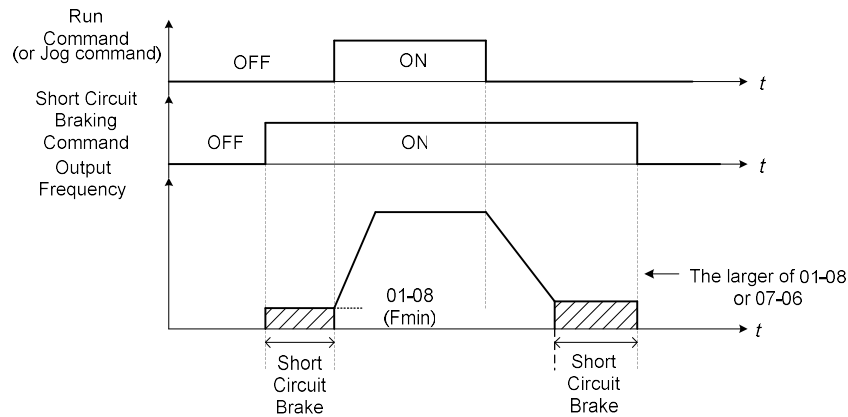 Run
Command
(or Jog command)
OFF
ON
t
Short Circuit
Braking
Command
OFF
ON
t
Output
Frequency
01-08
(Fmin)
The larger of 01-08
or 07-06
t
Short
Circuit
Brake
Short
Circuit
Brake